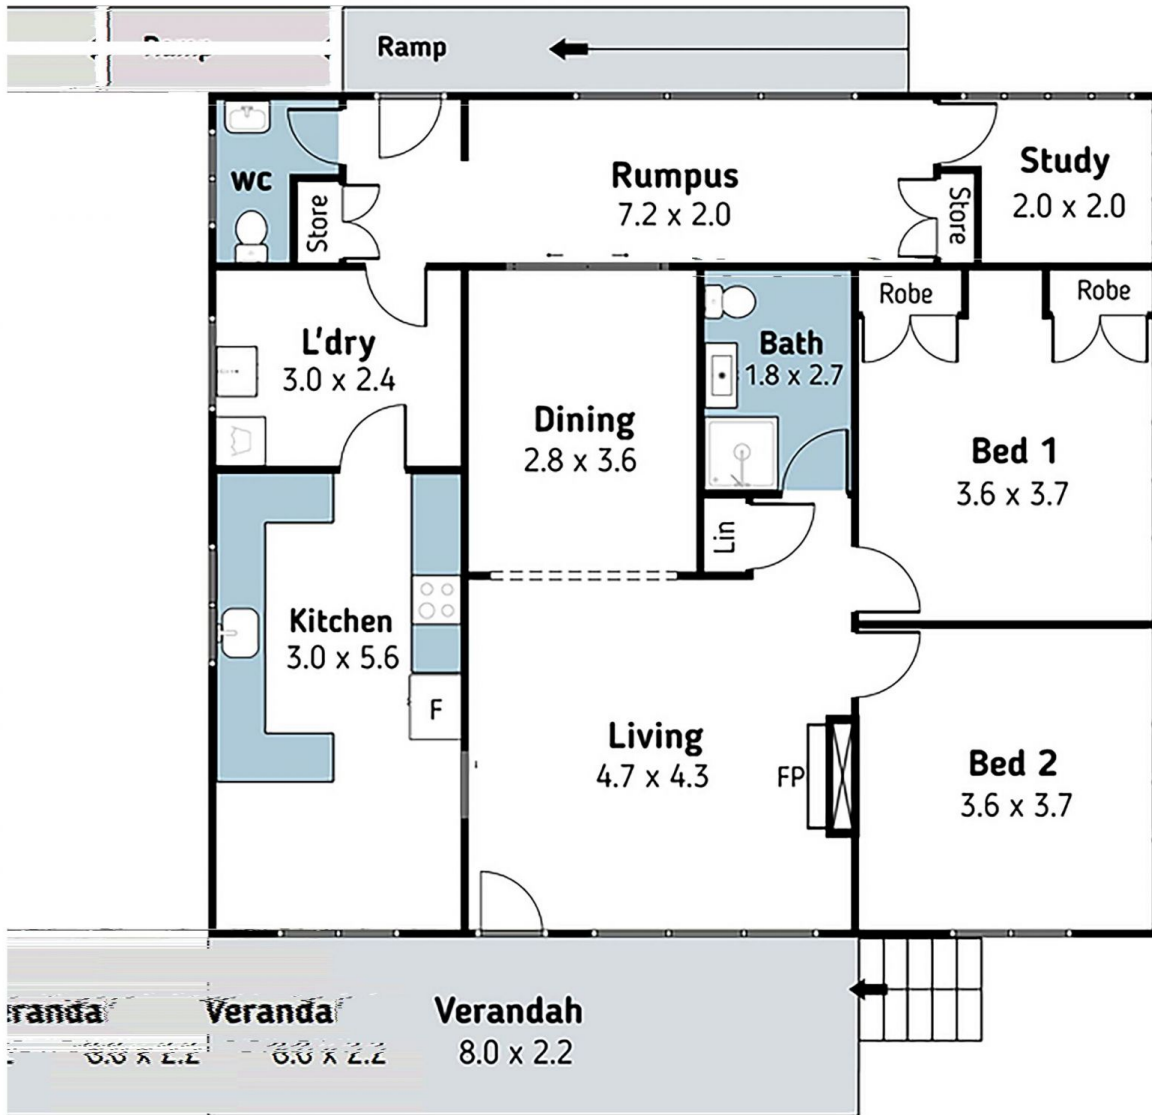 Ramp
Ramp
WC
Store
Rumpus
7.2 x 2.0
Store
Study
2.0 x 2.0
L'dry
3.0 x 2.4
Dining
2.8 x 3.6
Bath
1.8 x 2.7
Robe
Robe
Bed 1
3.6 x 3.7
Lin
Kitchen
3.0 x 5.6
F
Living
4.7 x 4.3
FP
Bed 2
3.6 x 3.7
eranda Veranda Verandah
8.0 x 2.2